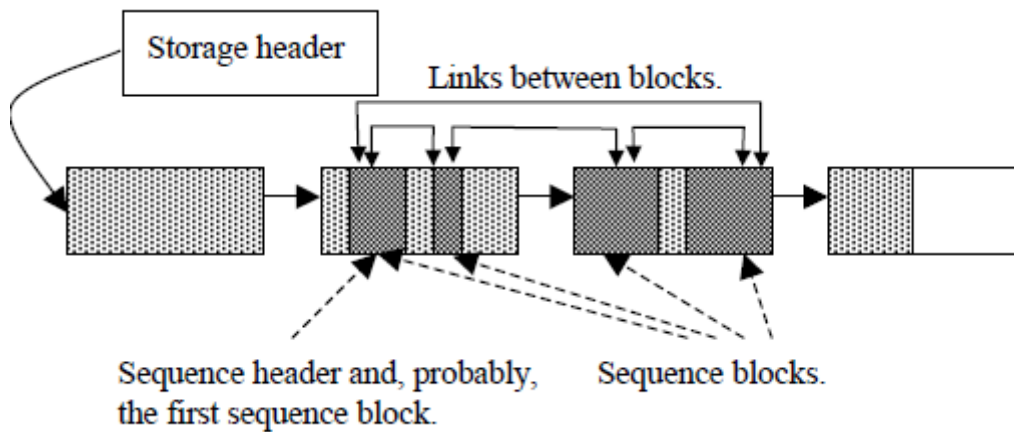 Storage header
Links between blocks.
Sequence header and, probably,
the first sequence block.
Sequence blocks.